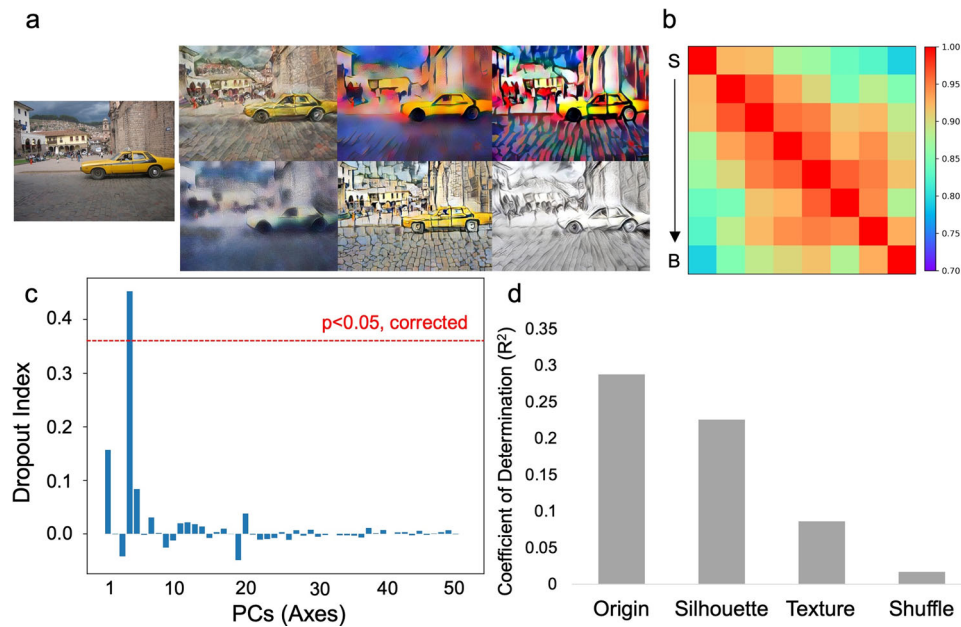 a
b
S
B
1.00
0.95
0.90
0.85
0.80
0.75
0.70
c
p<0.05, corrected
Dropout Index
0.4
0.3
0.2
0.1
0.0
1
10
20
30
40
50
PCs (Axes)
d
Coefficient of Determination (R²)
0.35
0.3
0.25
0.2
0.15
0.1
0.05
0
Origin
Silhouette
Texture
Shuffle